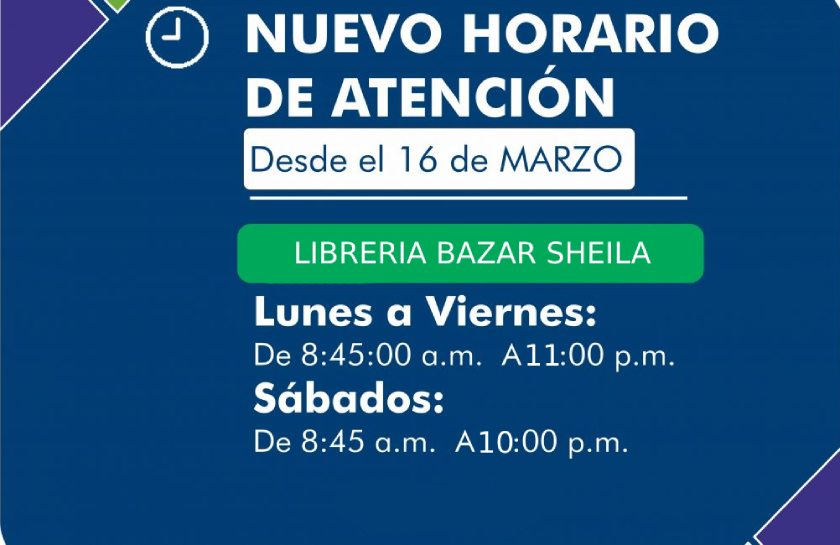 NUEVO HORARIO
DE ATENCIÓN
Desde el 16 de MARZO
LIBRERIA BAZAR SHEILA
Lunes a Viernes:
De 8:45:00 a.m. A11:00 p.m.
Sábados:
De 8:45 a.m. A10:00 p.m.